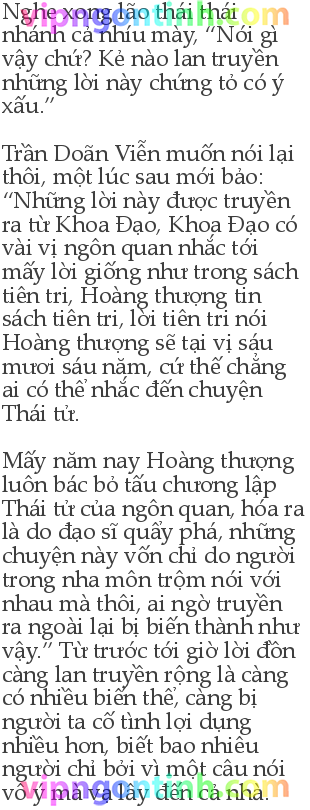 vipngontinh.com
Nghe xong lão thái thái
nhánh cả nhíu mày, “Nói gì
vậy chứ? Kẻ nào lan truyền
những lời này chứng tỏ có ý
xấu.”
Trần Doãn Viễn muốn nói lại
thôi, một lúc sau mới bảo:
“Những lời này được truyền
ra từ Khoa Đạo, Khoa Đạo có
vài vị ngôn quan nhắc tới
mấy lời giống như trong sách
tiên tri, Hoàng thượng tin
sách tiên tri, lời tiên tri nói
Hoàng thượng sẽ tại vị sáu
mươi sáu năm, cứ thế chẳng
ai có thể nhắc đến chuyện
Thái tử.
Mấy năm nay Hoàng thượng
luôn bác bỏ tấu chương lập
Thái tử của ngôn quan, hóa ra
là do đạo sĩ quẩy phá, những
chuyện này vốn chỉ do người
trong nha môn trộm nói với
nhau mà thôi, ai ngờ truyền
ra ngoài lại bị biến thành như
vậy.” Từ trước tới giờ lời đồn
càng lan truyền rộng là càng
có nhiều biến thể, càng bị
người ta cố tình lợi dụng
nhiều hơn, biết bao nhiêu
người chỉ bởi vì một câu nói
vô ý mà vạ lây đến cả nhà.
vipngontinh.com